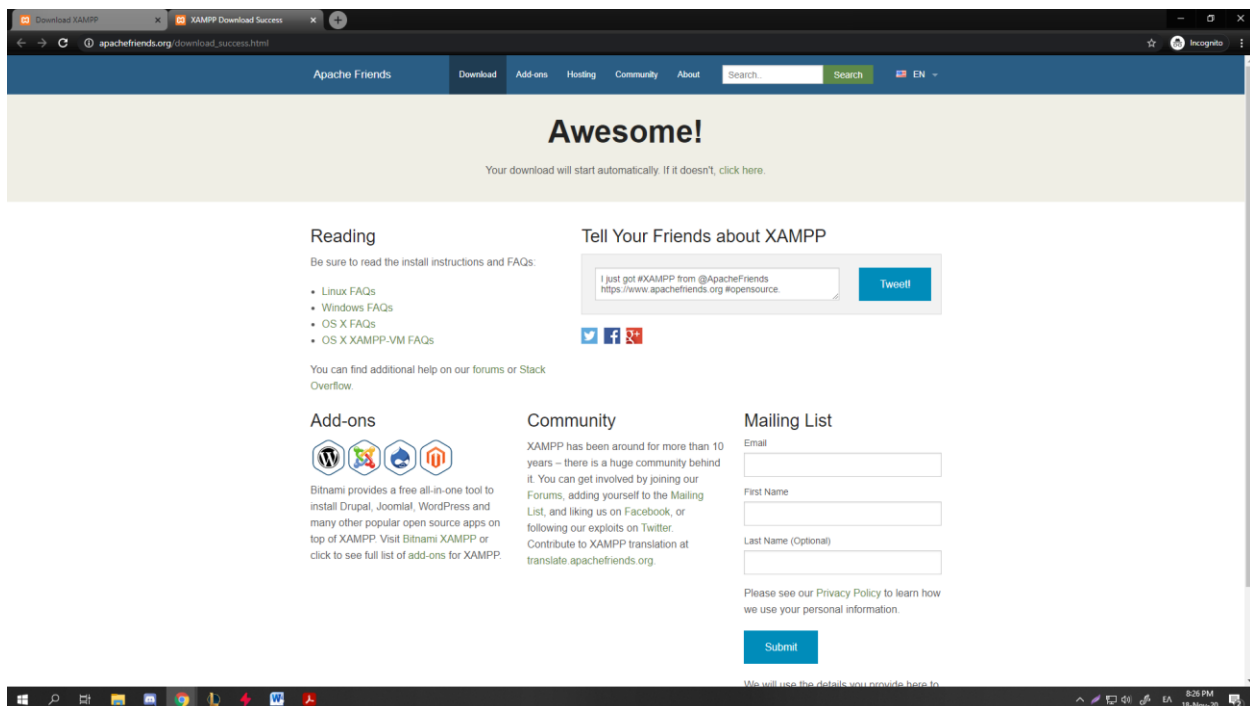 Download XAMPP
XAMPP Download Success
apachefriends.org/download_success.html
Incognito
Apache Friends
Download
Add-ons
Hosting
Community
About
Search..
Search
EN
Awesome!
Your download will start automatically. If it doesn't, click here.
Reading
Be sure to read the install instructions and FAQs:
Linux FAQs
Windows FAQs
OS X FAQs
OS X XAMPP-VM FAQs
You can find additional help on our forums or Stack
Overflow.
Tell Your Friends about XAMPP
I just got #XAMPP from @ApacheFriends
https://www.apachefriends.org #opensource.
Tweet!
Add-ons
Bitnami provides a free all-in-one tool to
install Drupal, Joomla!, WordPress and
many other popular open source apps on
top of XAMPP. Visit Bitnami XAMPP or
click to see full list of add-ons for XAMPP.
Community
XAMPP has been around for more than 10
years – there is a huge community behind
it. You can get involved by joining our
Forums, adding yourself to the Mailing
List, and liking us on Facebook, or
following our exploits on Twitter.
Contribute to XAMPP translation at
translate.apachefriends.org.
Mailing List
Email
First Name
Last Name (Optional)
Please see our Privacy Policy to learn how
we use your personal information.
Submit
We will use the details you provide here to
8:26 PM
18-Nov-20